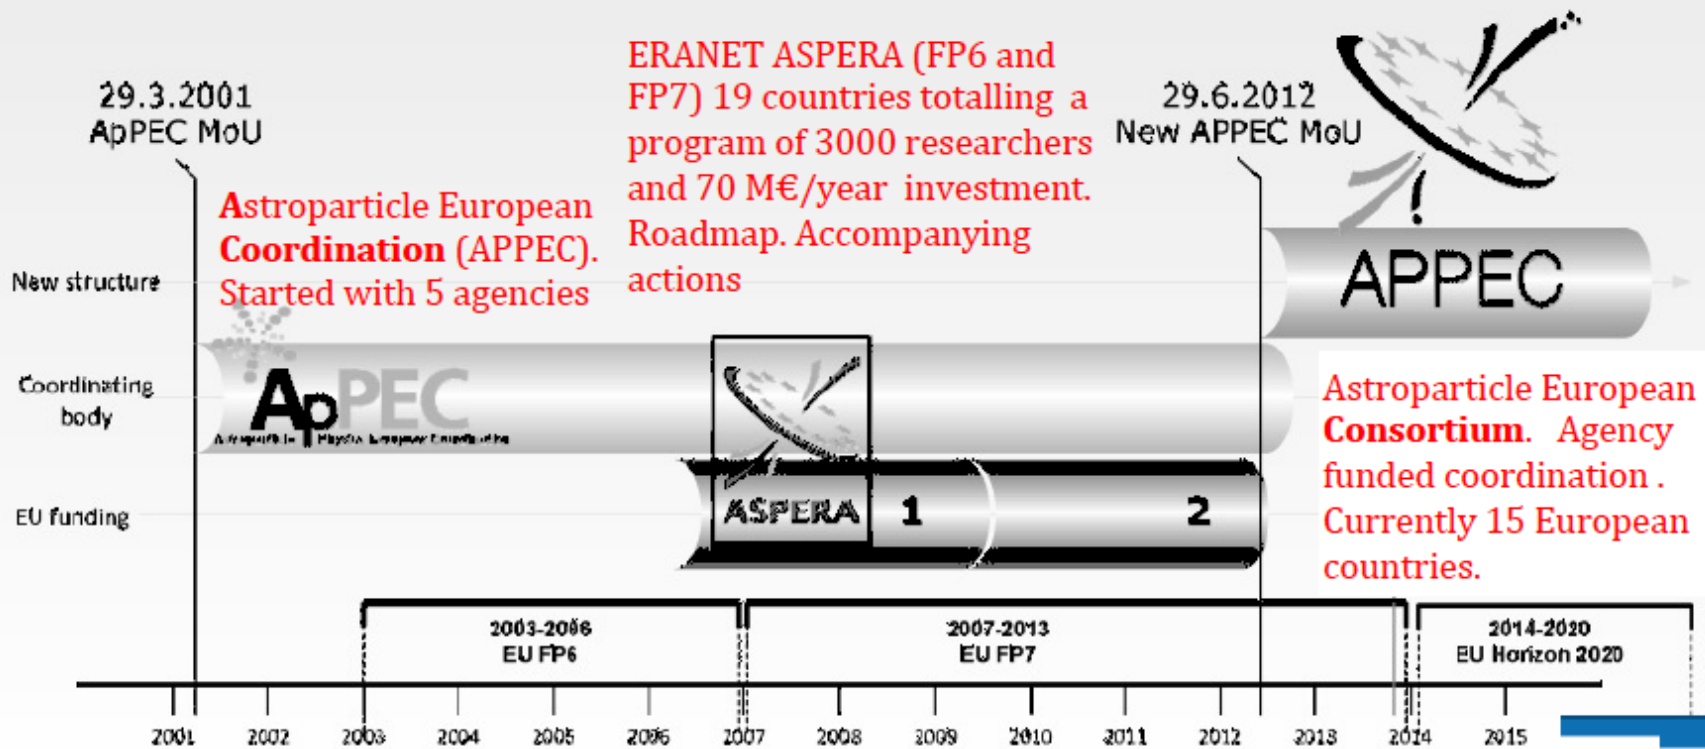 29.3.2001
ApPEC MoU
Astroparticle European
Coordination (APPEC).
Started with 5 agencies
ERANET ASPERA (FP6 and
FP7) 19 countries totalling a
program of 3000 researchers
and 70 M€/year investment.
Roadmap. Accompanying
actions
29.6.2012
New APPEC MoU
New structure
APPEC
Coordinating
body
ApPEC
Astroparticle Physics European Coordination
Astroparticle European
Consortium. Agency
funded coordination .
Currently 15 European
countries.
EU funding
ASPERA 1 2
2003-2006
EU FP6
2007-2013
EU FP7
2014-2020
EU Horizon 2020
2001 2002 2003 2004 2005 2006 2007 2008 2009 2010 2011 2012 2013 2014 2015